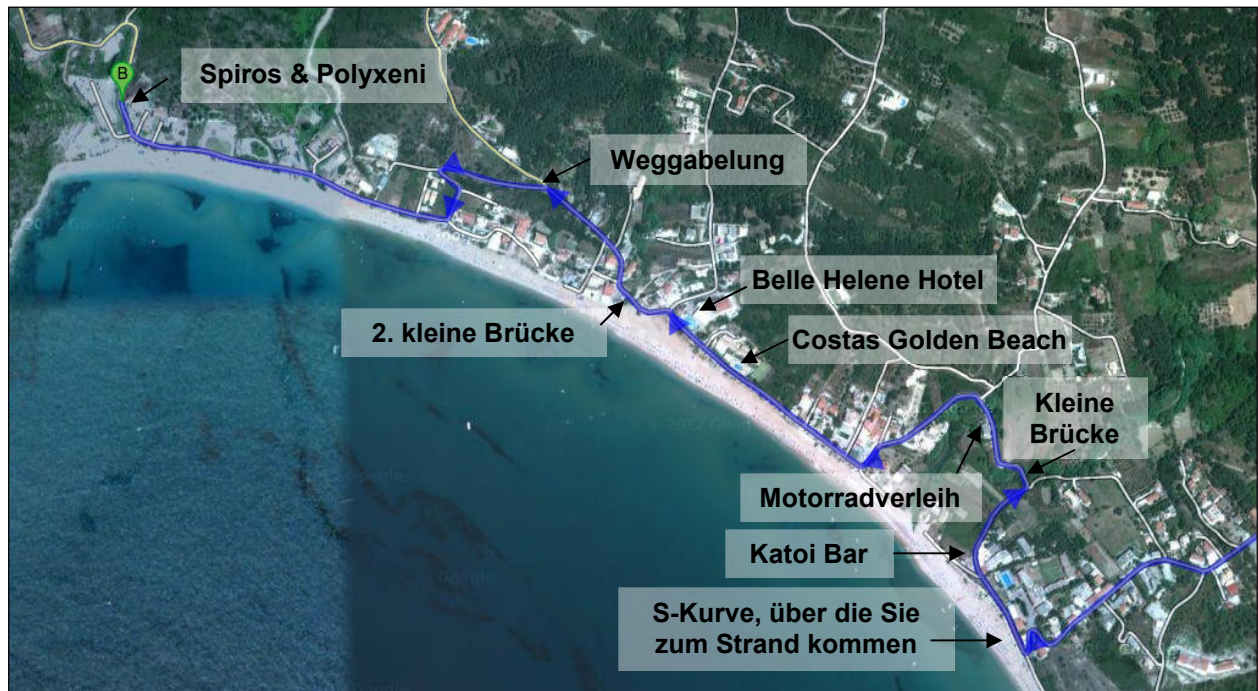 B
Spiros & Polyxeni
Weggabelung
Belle Helene Hotel
2. kleine Brücke
Costas Golden Beach
Kleine
Brücke
Motorradverleih
Katoi Bar
S-Kurve, über die Sie
zum Strand kommen